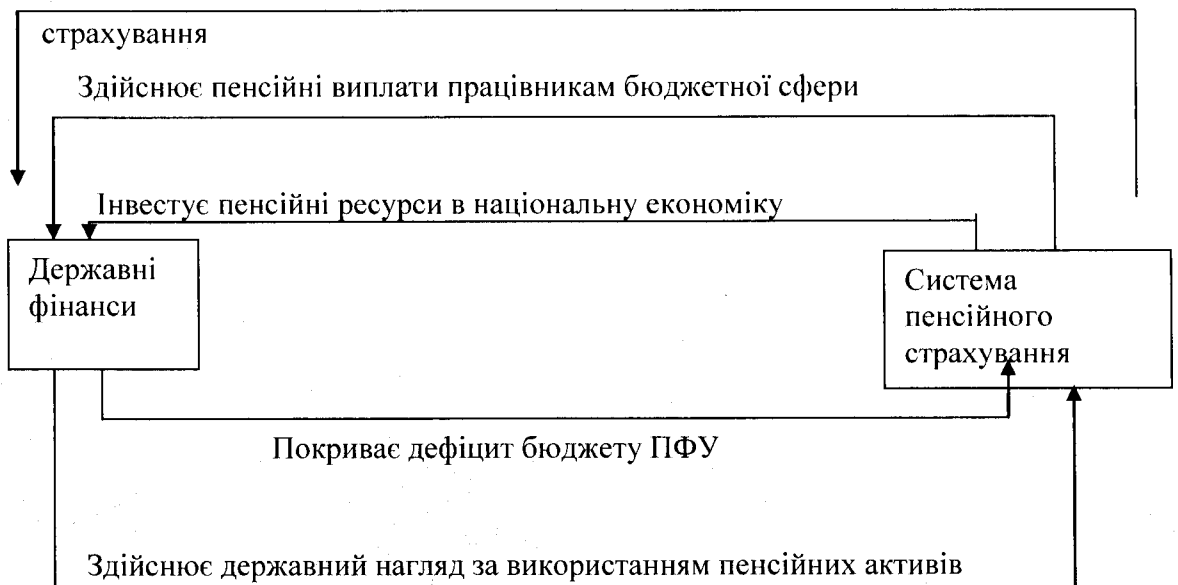 страхування
Здійснює пенсійні виплати працівникам бюджетної сфери
Інвестує пенсійні ресурси в національну економіку
Державні
фінанси
Система
пенсійного
страхування
Покриває дефіцит бюджету ПФУ
Здійснює державний нагляд за використанням пенсійних активів